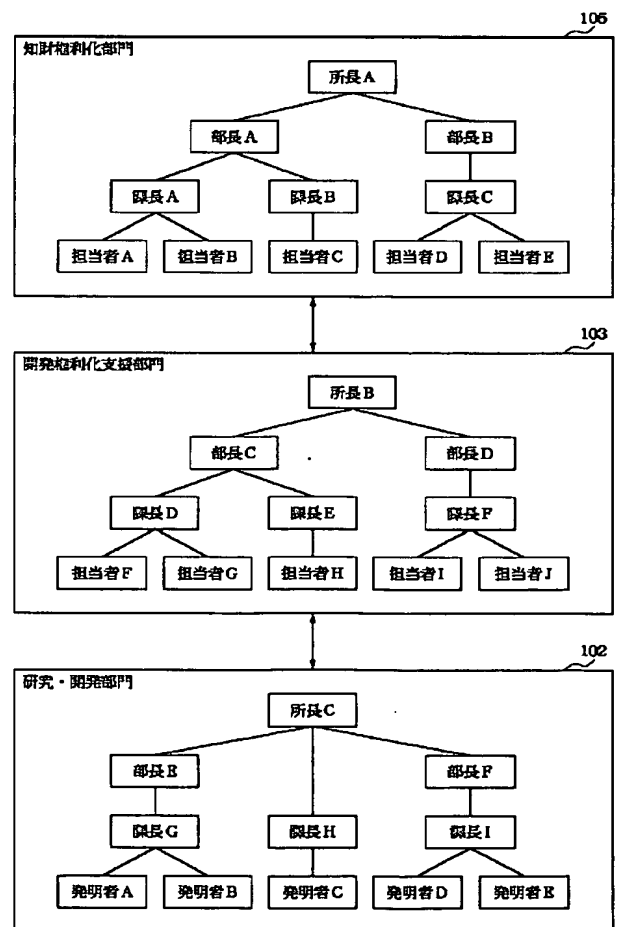 105
知財権利化部門
所長A
部長A 部長B
課長A 課長B 課長C
担当者A 担当者B 担当者C 担当者D 担当者E
103
開発権利化支援部門
所長B
部長C 部長D
課長D 課長E 課長F
担当者F 担当者G 担当者H 担当者I 担当者J
102
研究・開発部門
所長C
部長E 部長F
課長G 課長H 課長I
発明者A 発明者B 発明者C 発明者D 発明者E